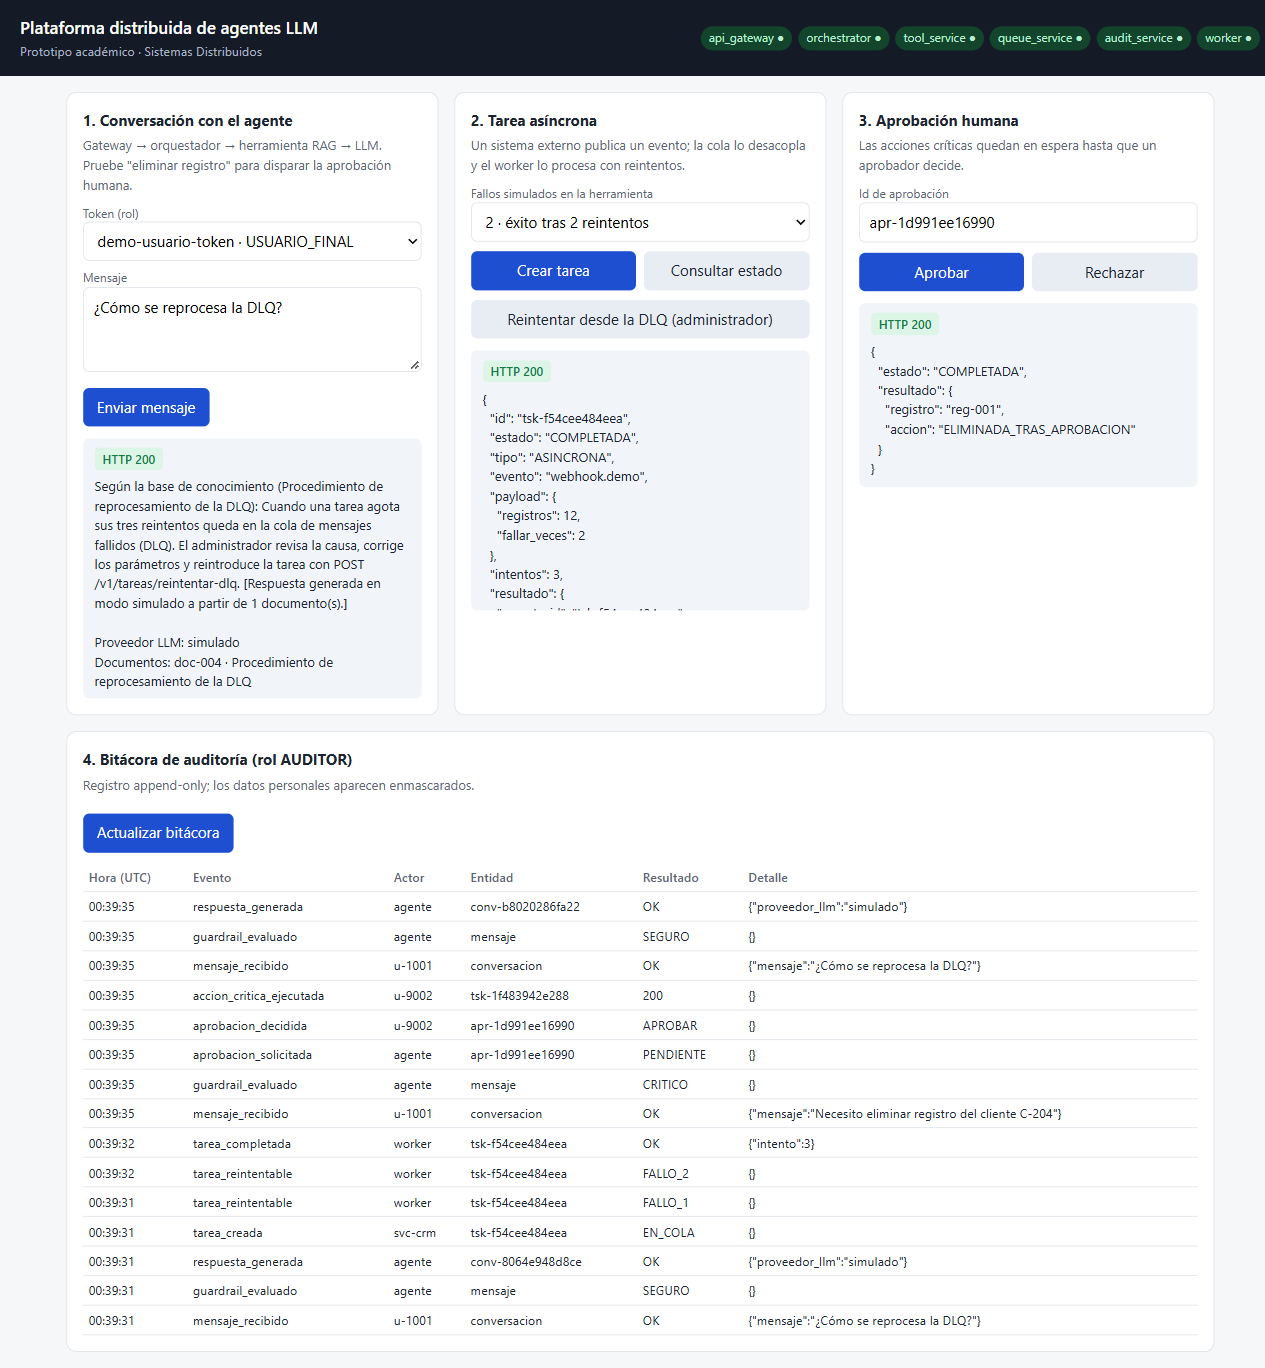 Plataforma distribuida de agentes LLM
Prototipo académico · Sistemas Distribuidos
api_gateway ●
orchestrator ●
tool_service ●
queue_service ●
audit_service ●
worker ●
1. Conversación con el agente
Gateway → orquestador → herramienta RAG → LLM.
Pruebe "eliminar registro" para disparar la aprobación
humana.
Token (rol)
demo-usuario-token · USUARIO_FINAL
Mensaje
¿Cómo se reprocesa la DLQ?
Enviar mensaje
HTTP 200
Según la base de conocimiento (Procedimiento de
reprocesamiento de la DLQ): Cuando una tarea agota
sus tres reintentos queda en la cola de mensajes
fallidos (DLQ). El administrador revisa la causa, corrige
los parámetros y reintroduce la tarea con POST
/v1/tareas/reintentar-dlq. [Respuesta generada en
modo simulado a partir de 1 documento(s).]
Proveedor LLM: simulado
Documentos: doc-004 · Procedimiento de
reprocesamiento de la DLQ
2. Tarea asíncrona
Un sistema externo publica un evento; la cola lo desacopla
y el worker lo procesa con reintentos.
Fallos simulados en la herramienta
2 · éxito tras 2 reintentos
Crear tarea
Consultar estado
Reintentar desde la DLQ (administrador)
HTTP 200
{
"id": "tsk-f54cee484eea",
"estado": "COMPLETADA",
"tipo": "ASINCRONA",
"evento": "webhook.demo",
"payload": {
"registros": 12,
"fallar_veces": 2
},
"intentos": 3,
"resultado": {
3. Aprobación humana
Las acciones críticas quedan en espera hasta que un
aprobador decide.
Id de aprobación
apr-1d991ee16990
Aprobar
Rechazar
HTTP 200
{
"estado": "COMPLETADA",
"resultado": {
"registro": "reg-001",
"accion": "ELIMINADA_TRAS_APROBACION"
}
}
4. Bitácora de auditoría (rol AUDITOR)
Registro append-only; los datos personales aparecen enmascarados.
Actualizar bitácora
Hora (UTC) Evento Actor Entidad Resultado Detalle
00:39:35 respuesta_generada agente conv-b8020286fa22 OK {"proveedor_llm":"simulado"}
00:39:35 guardrail_evaluado agente mensaje SEGURO {}
00:39:35 mensaje_recibido u-1001 conversacion OK {"mensaje":"¿Cómo se reprocesa la DLQ?"}
00:39:35 accion_critica_ejecutada u-9002 tsk-1f483942e288 200 {}
00:39:35 aprobacion_decidida u-9002 apr-1d991ee16990 APROBAR {}
00:39:35 aprobacion_solicitada agente apr-1d991ee16990 PENDIENTE {}
00:39:35 guardrail_evaluado agente mensaje CRITICO {}
00:39:35 mensaje_recibido u-1001 conversacion OK {"mensaje":"Necesito eliminar registro del cliente C-204"}
00:39:32 tarea_completada worker tsk-f54cee484eea OK {"intento":3}
00:39:32 tarea_reintentable worker tsk-f54cee484eea FALLO_2 {}
00:39:31 tarea_reintentable worker tsk-f54cee484eea FALLO_1 {}
00:39:31 tarea_creada svc-crm tsk-f54cee484eea EN_COLA {}
00:39:31 respuesta_generada agente conv-8064e948d8ce OK {"proveedor_llm":"simulado"}
00:39:31 guardrail_evaluado agente mensaje SEGURO {}
00:39:31 mensaje_recibido u-1001 conversacion OK {"mensaje":"¿Cómo se reprocesa la DLQ?"}